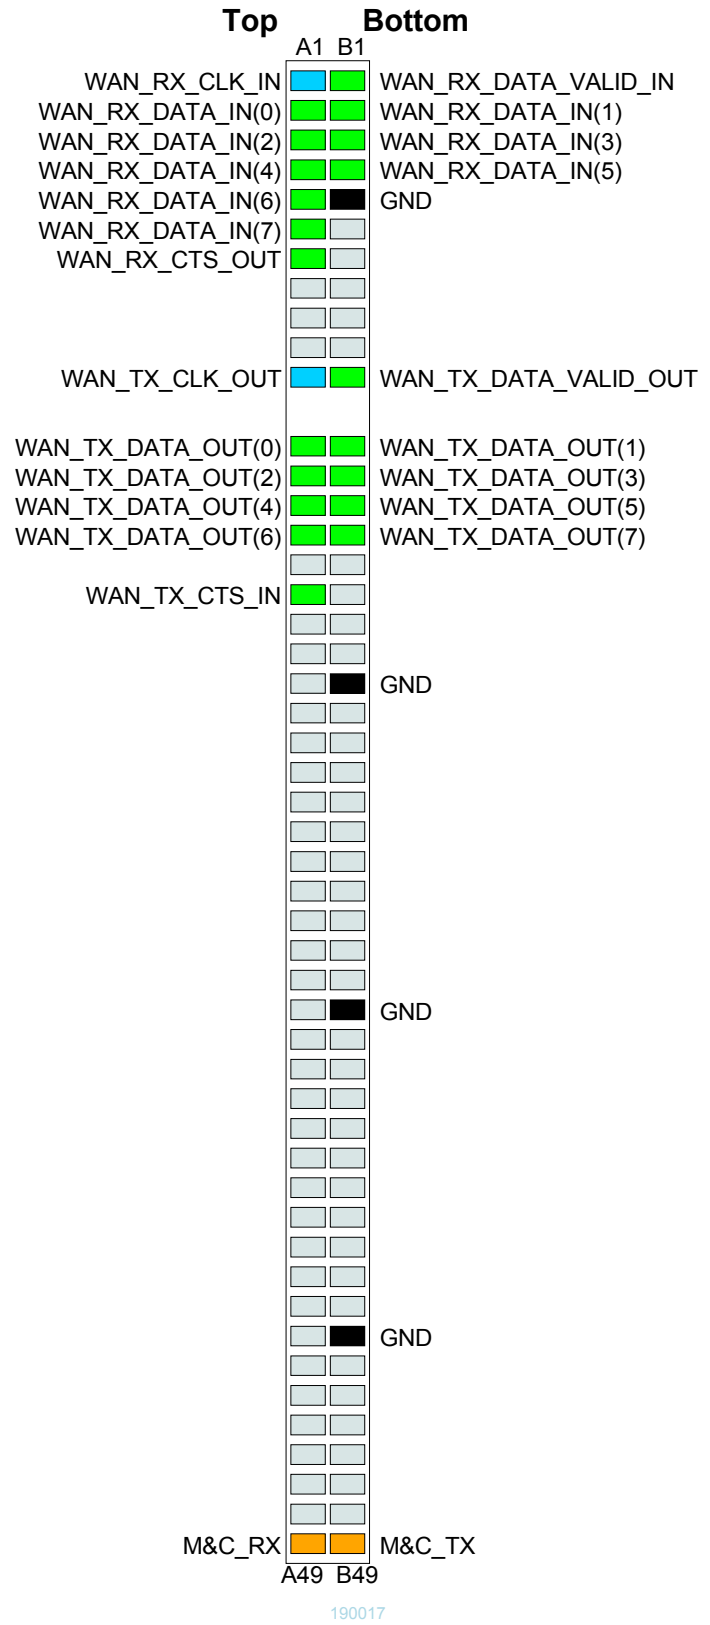 Top Bottom
A1 B1
WAN_RX_CLK_IN WAN_RX_DATA_VALID_IN
WAN_RX_DATA_IN(0) WAN_RX_DATA_IN(1)
WAN_RX_DATA_IN(2) WAN_RX_DATA_IN(3)
WAN_RX_DATA_IN(4) WAN_RX_DATA_IN(5)
WAN_RX_DATA_IN(6) GND
WAN_RX_DATA_IN(7)
WAN_RX_CTS_OUT
WAN_TX_CLK_OUT WAN_TX_DATA_VALID_OUT
WAN_TX_DATA_OUT(0) WAN_TX_DATA_OUT(1)
WAN_TX_DATA_OUT(2) WAN_TX_DATA_OUT(3)
WAN_TX_DATA_OUT(4) WAN_TX_DATA_OUT(5)
WAN_TX_DATA_OUT(6) WAN_TX_DATA_OUT(7)
WAN_TX_CTS_IN
GND
GND
GND
M&C_RX M&C_TX
A49 B49
190017